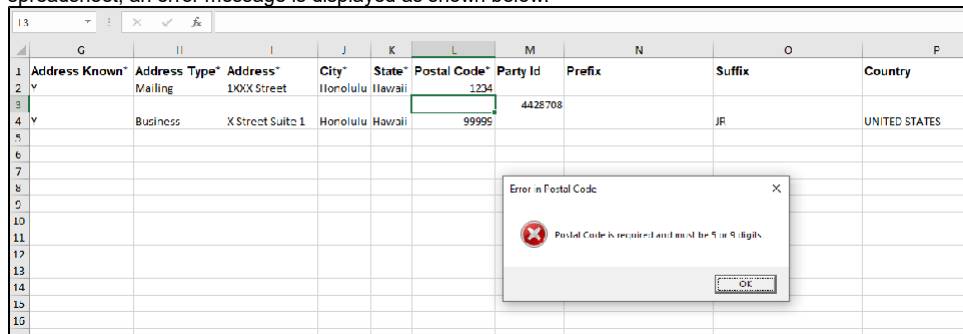 spreadsheet, an error message is displayed as shown below.
L3 fx
G H I J K L M N O P
1 Address Known* Address Type* Address* City* State* Postal Code* Party Id Prefix Suffix Country
2 Y Mailing 1XXX Street Honolulu Hawaii 1234
3 4428708
4 Y Business X Street Suite 1 Honolulu Hawaii 99999 JR UNITED STATES
5
6
7
8
9
10
11
12
13
14
15
16
Error in Postal Code
Postal Code is required and must be 5 or 9 digits
OK